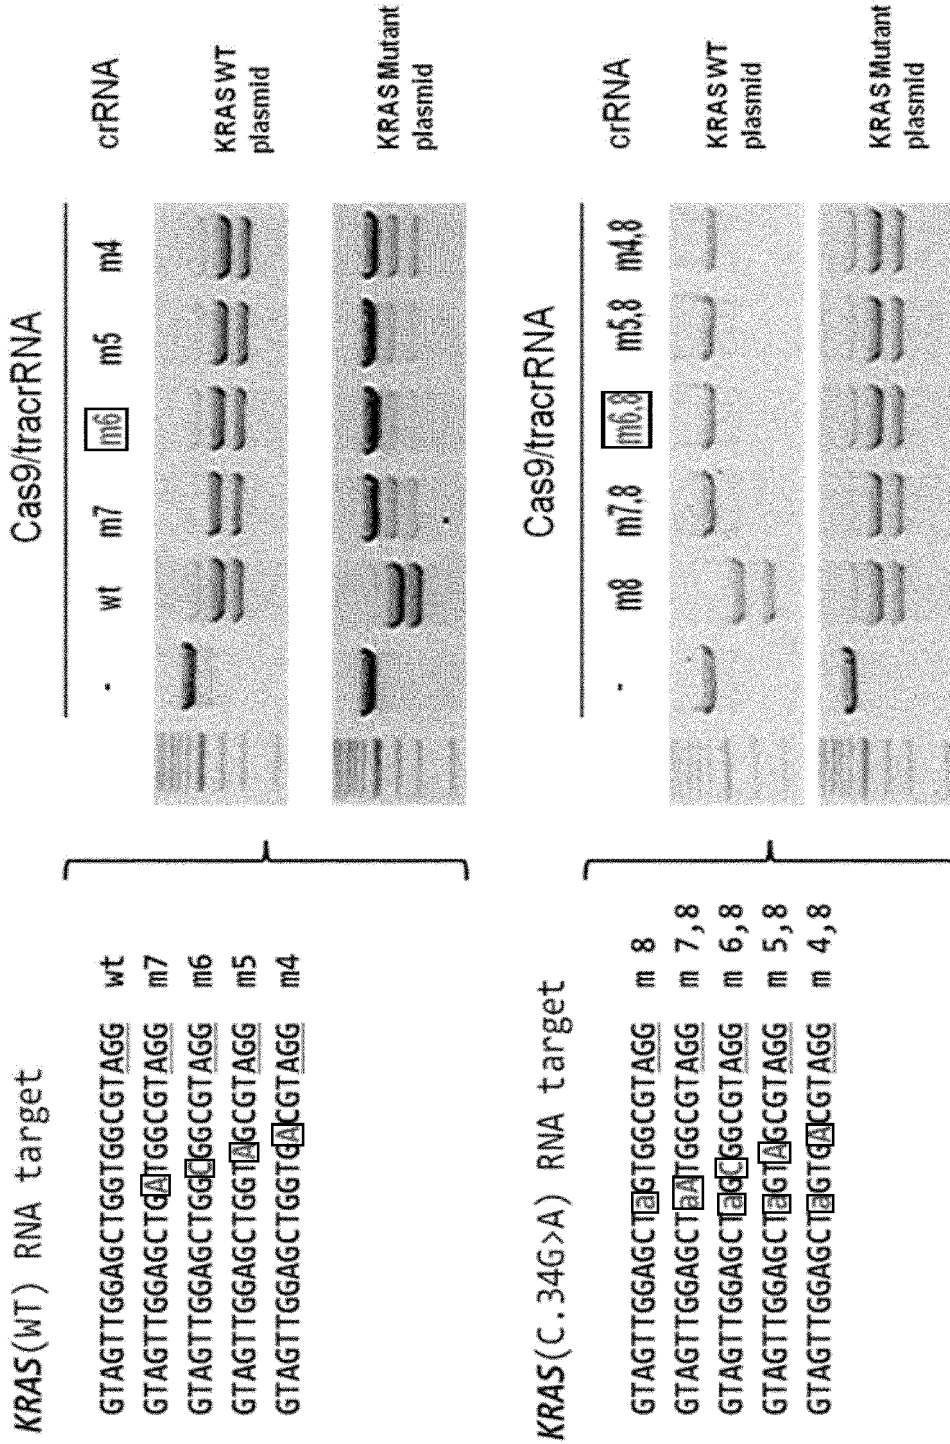 KRAS(WT) RNA target
GTAGTTGGAGCTGGTGGCGTAGG wt
GTAGTTGGAGCTGATGGCGTAGG m7
GTAGTTGGAGCTGGCGGCGTAGG m6
GTAGTTGGAGCTGGTAGCGTAGG m5
GTAGTTGGAGCTGGTGACGTAGG m4
Cas9/tracrRNA
- wt m7 m6 m5 m4 crRNA
KRAS WT
plasmid
KRAS Mutant
plasmid
KRAS(C.34G>A) RNA target
GTAGTTGGAGCTaGTGGCGTAGG m 8
GTAGTTGGAGCTaATGGCGTAGG m 7,8
GTAGTTGGAGCTaGCGGCGTAGG m 6,8
GTAGTTGGAGCTaGTAGCGTAGG m 5,8
GTAGTTGGAGCTaGTGACGTAGG m 4,8
Cas9/tracrRNA
- m8 m7,8 m6,8 m5,8 m4,8 crRNA
KRAS WT
plasmid
KRAS Mutant
plasmid